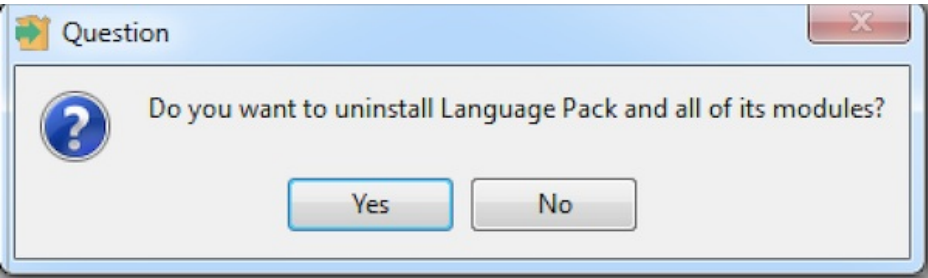 Question
Do you want to uninstall Language Pack and all of its modules?
Yes
No